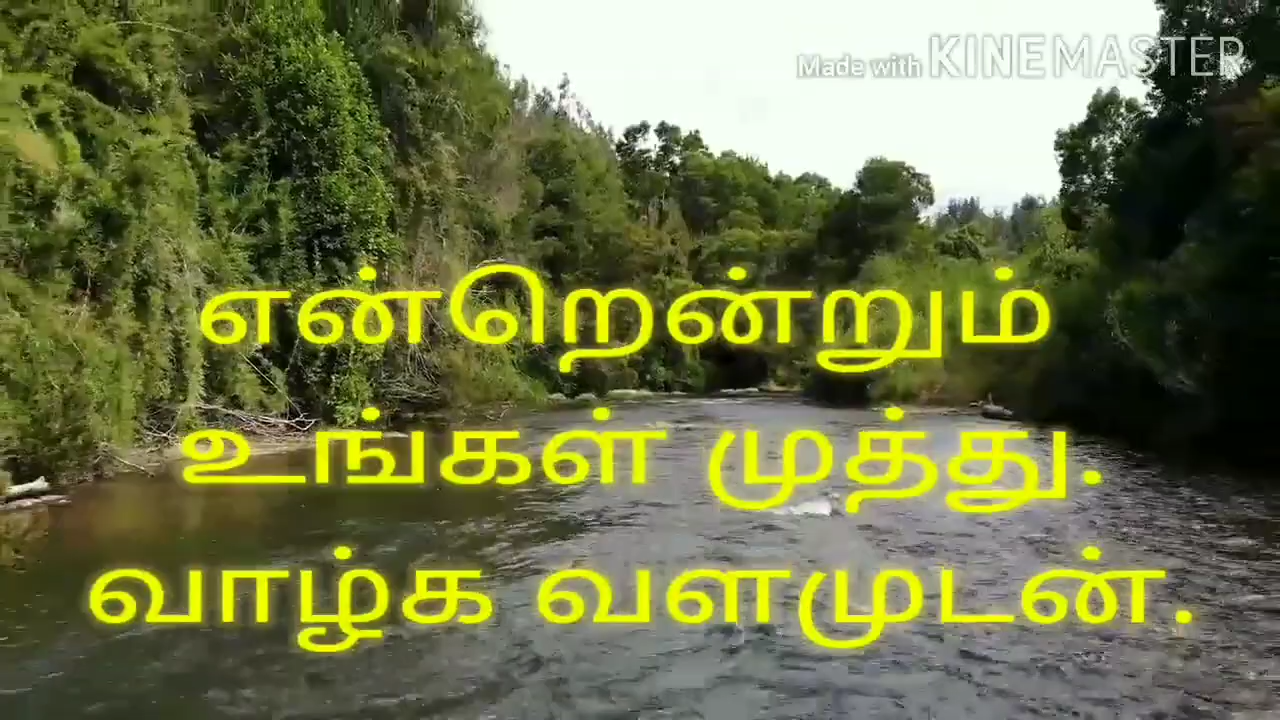 Made with KINEMASTER
என்றென்றும்
உங்கள் முத்து.
வாழ்க வளமுடன்.